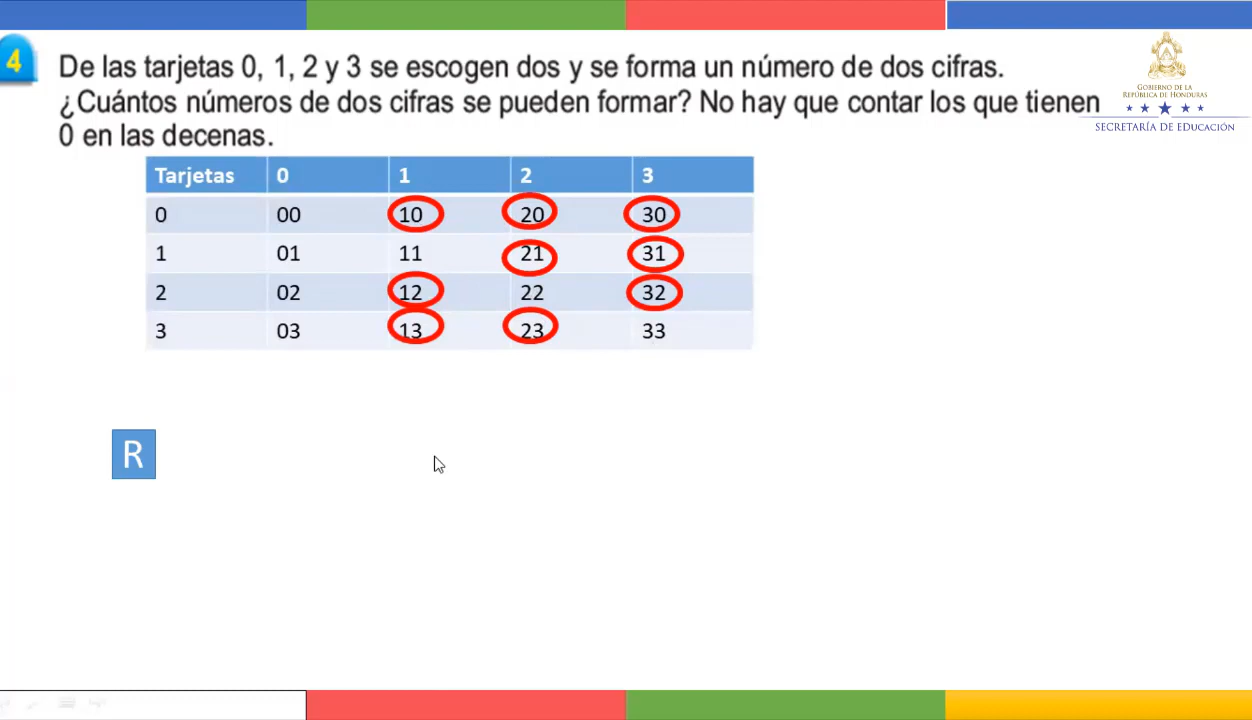 4
De las tarjetas 0, 1, 2 y 3 se escogen dos y se forma un número de dos cifras.
¿Cuántos números de dos cifras se pueden formar? No hay que contar los que tienen
0 en las decenas.
GOBIERNO DE LA
REPÚBLICA DE HONDURAS
SECRETARÍA DE EDUCACIÓN
Tarjetas 0 1 2 3
0 00 10 20 30
1 01 11 21 31
2 02 12 22 32
3 03 13 23 33
R